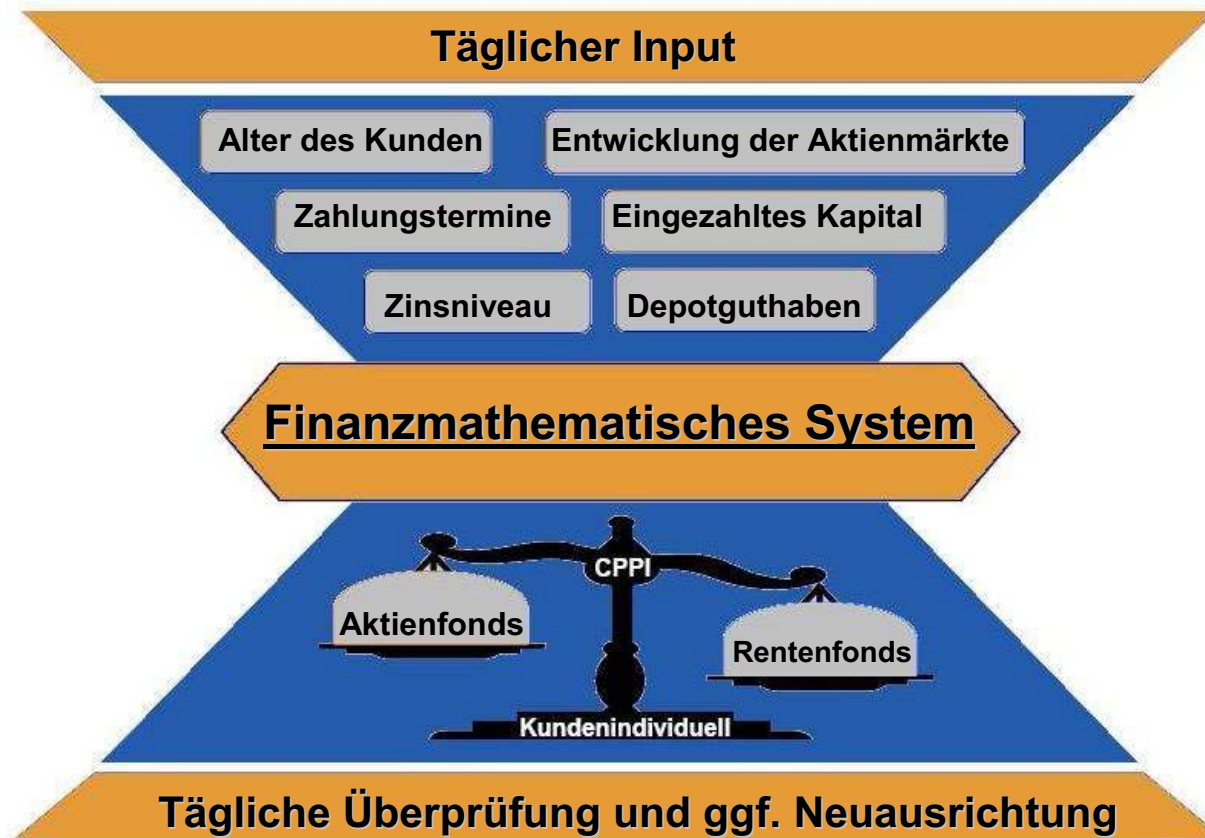 Täglicher Input
Alter des Kunden
Entwicklung der Aktienmärkte
Zahlungstermine
Eingezahltes Kapital
Zinsniveau
Depotguthaben
Finanzmathematisches System
CPPI
Aktienfonds
Rentenfonds
Kundenindividuell
Tägliche Überprüfung und ggf. Neuausrichtung